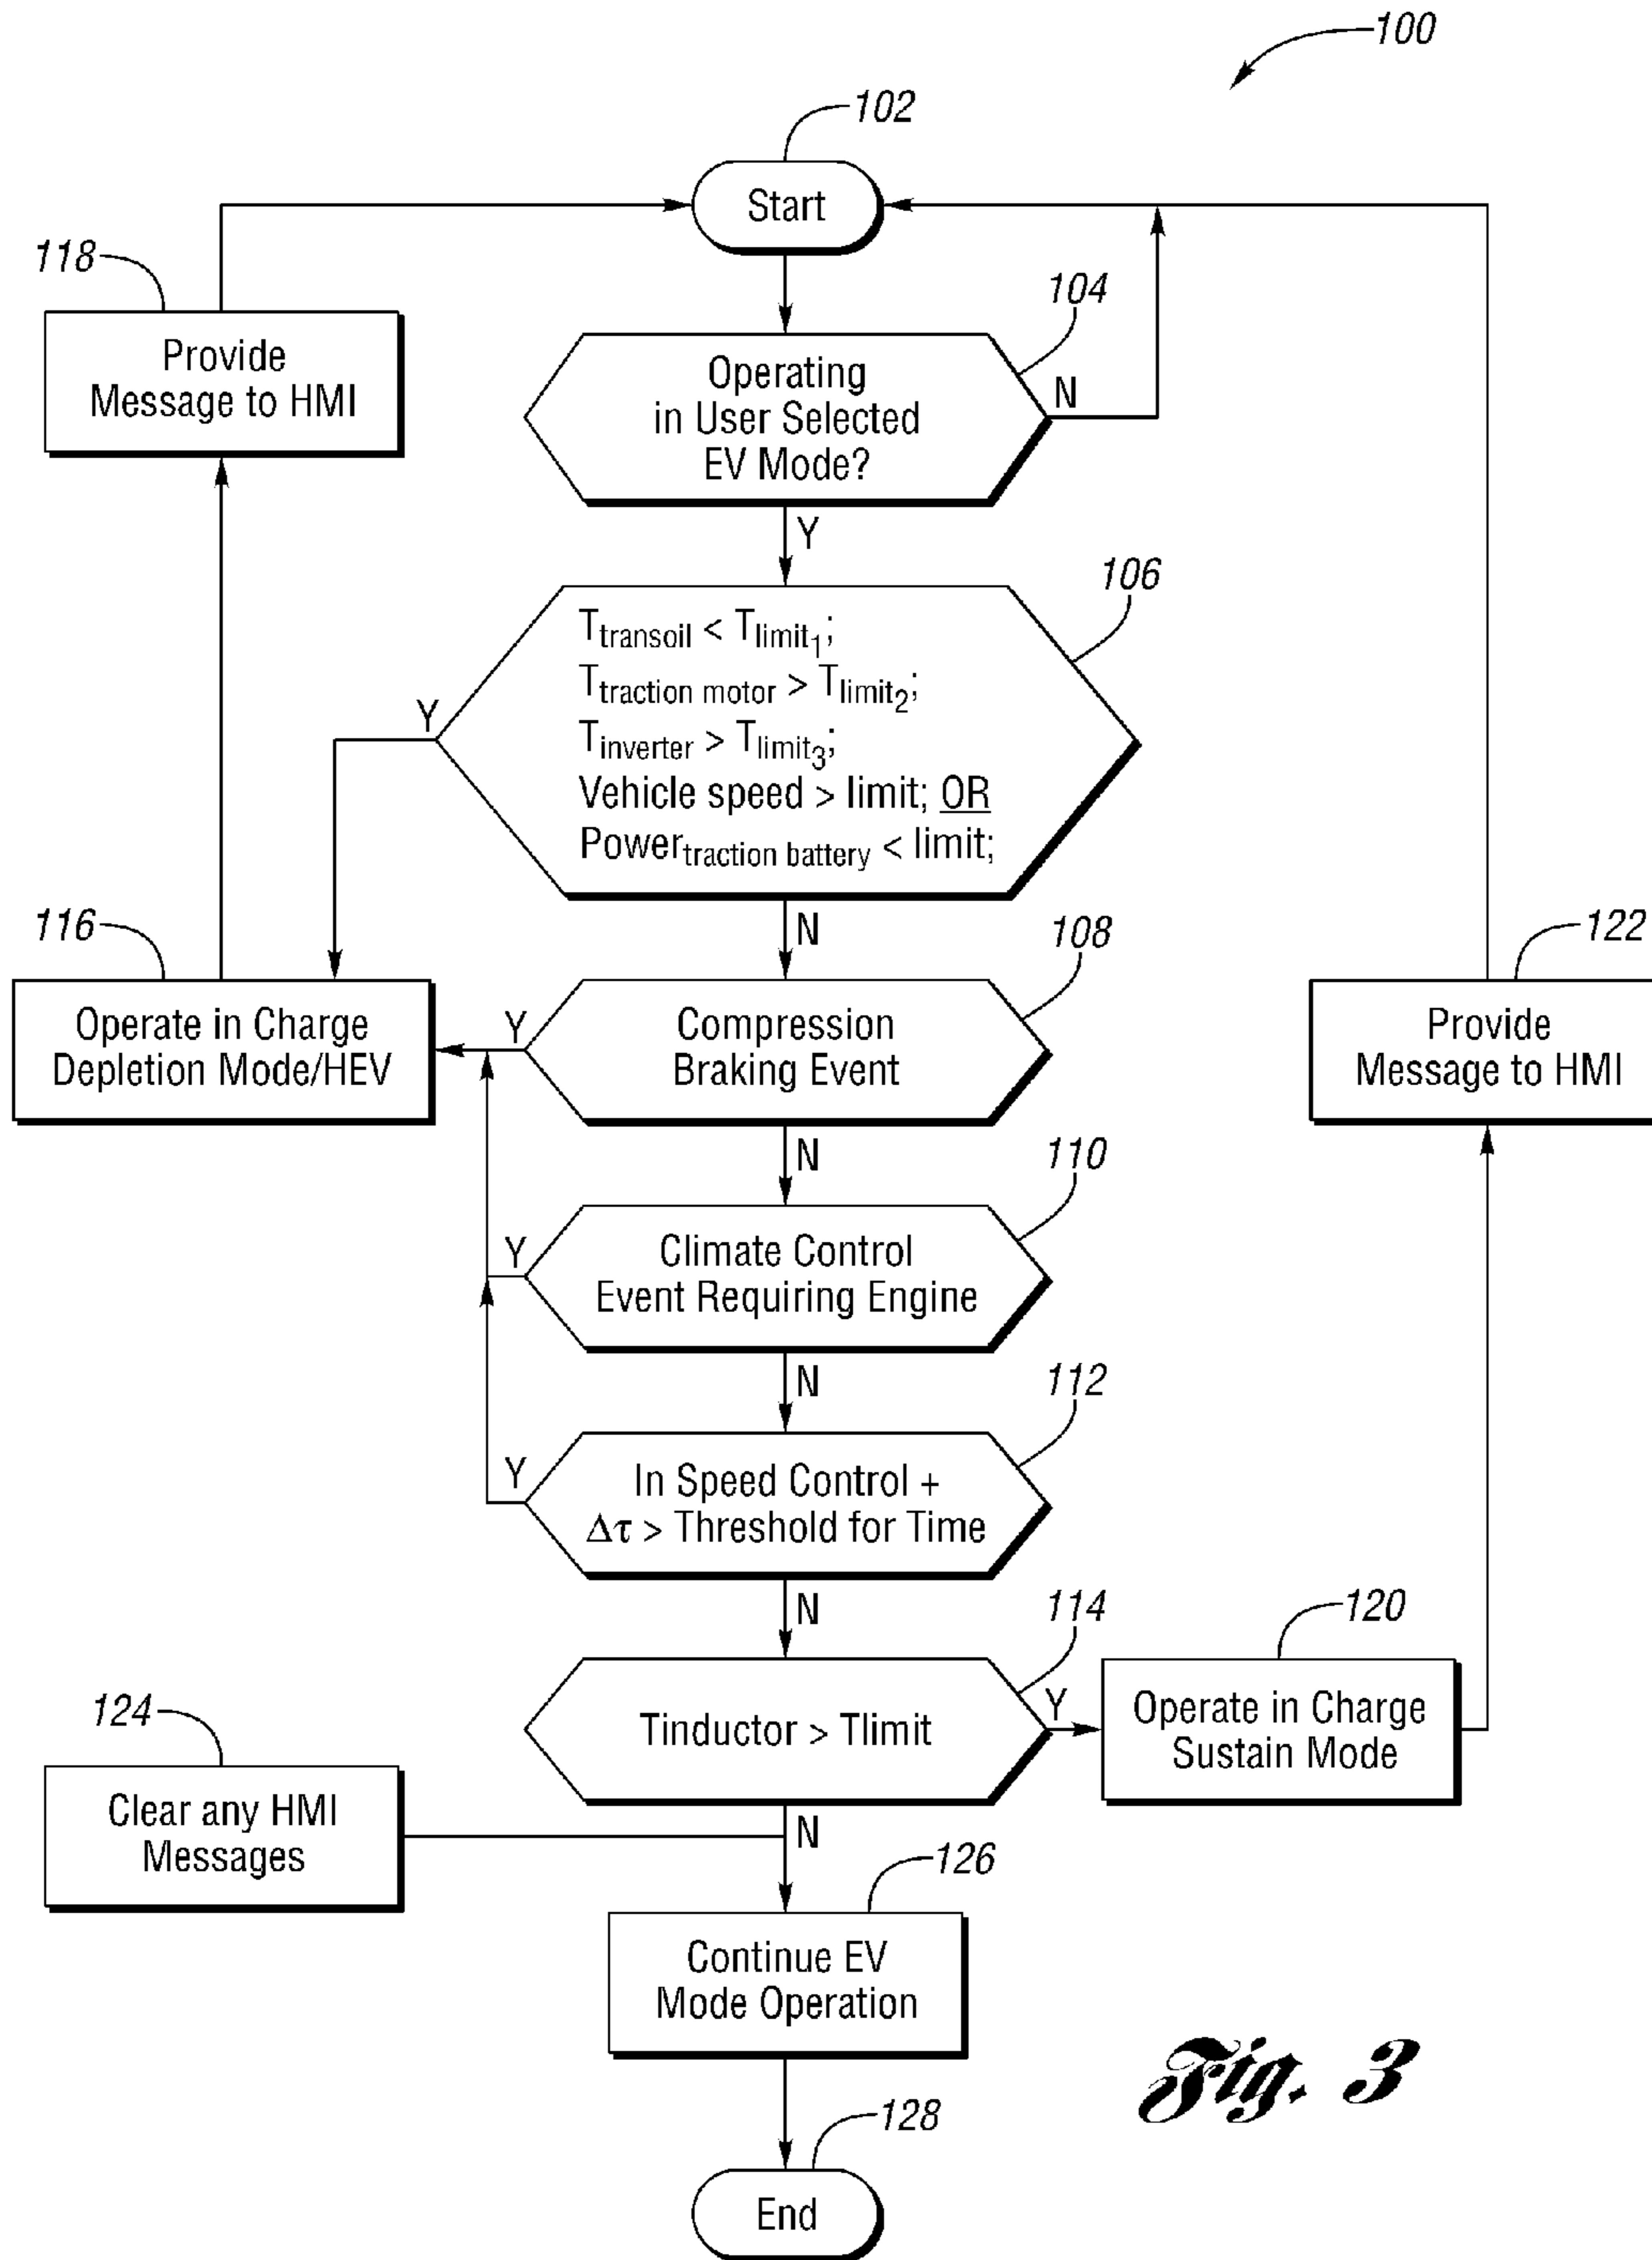 100
102
Start
118
Provide
Message to HMI
104
Operating
in User Selected
EV Mode?
N
Y
106
Ttransoil < Tlimit1;
Ttraction motor > Tlimit2;
Tinverter > Tlimit3;
Vehicle speed > limit; OR
Powertraction battery < limit;
Y
N
116
Operate in Charge
Depletion Mode/HEV
108
Compression
Braking Event
Y
N
122
Provide
Message to HMI
110
Climate Control
Event Requiring Engine
Y
N
112
In Speed Control +
Δτ > Threshold for Time
Y
N
114
Tinductor > Tlimit
Y
N
120
Operate in Charge
Sustain Mode
124
Clear any HMI
Messages
126
Continue EV
Mode Operation
128
End
Fig. 3